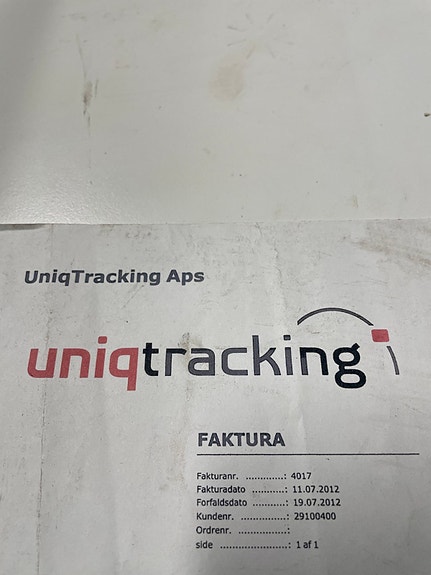 UniqTracking Aps
uniqtracking
FAKTURA
Fakturanr. ..............: 4017
Fakturadato ............: 11.07.2012
Forfaldsdato ...........: 19.07.2012
Kundenr. ................: 29100400
Ordrenr. .................:
side .......................: 1 af 1